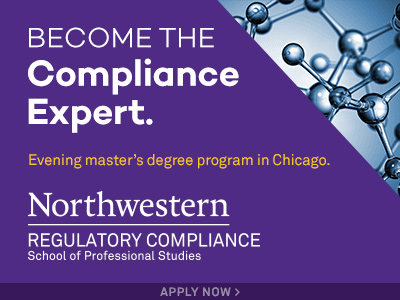 BECOME THE
Compliance
Expert.
Evening master's degree program in Chicago.
Northwestern
REGULATORY COMPLIANCE
School of Professional Studies
APPLY NOW >